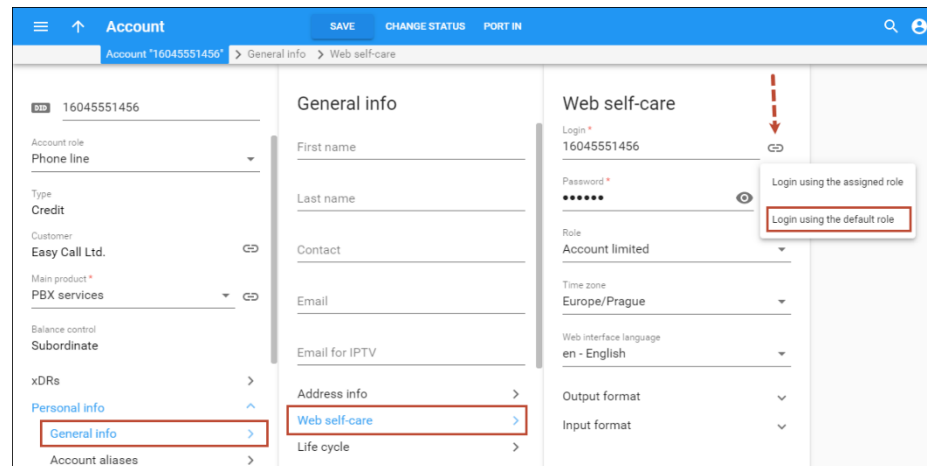 Account
SAVE
CHANGE STATUS
PORT IN
Account "16045551456"
General info
Web self-care
DID
16045551456
Account role
Phone line
Type
Credit
Customer
Easy Call Ltd.
Main product *
PBX services
Balance control
Subordinate
xDRs
Personal info
General info
Account aliases
General info
First name
Last name
Contact
Email
Email for IPTV
Address info
Web self-care
Life cycle
Web self-care
Login *
16045551456
Login using the assigned role
Login using the default role
Password *
••••••
Role
Account limited
Time zone
Europe/Prague
Web interface language
en - English
Output format
Input format